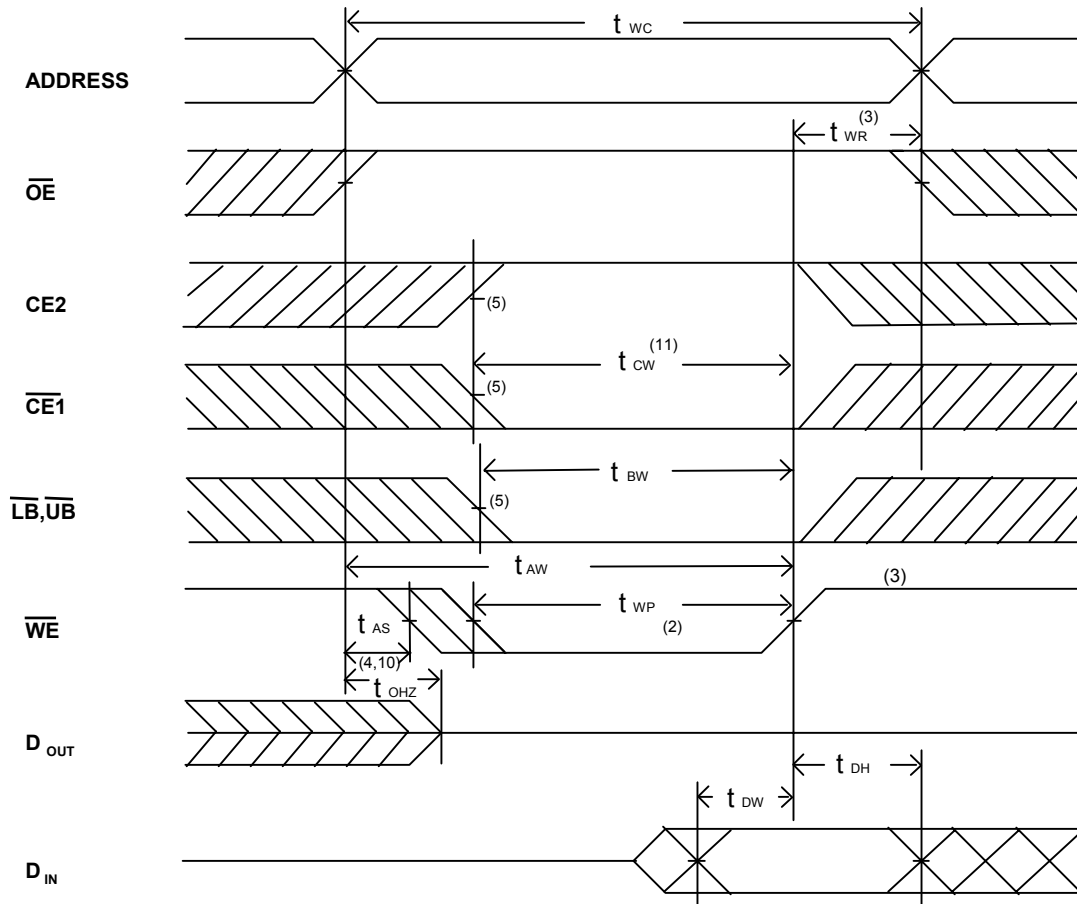 t WC
ADDRESS
t WR (3)
OE
CE2
(5)
t CW (11)
CE1
(5)
t BW
LB,UB
(5)
t AW
(3)
t WP
WE
t AS
(2)
(4,10)
t OHZ
D OUT
t DH
t DW
D IN